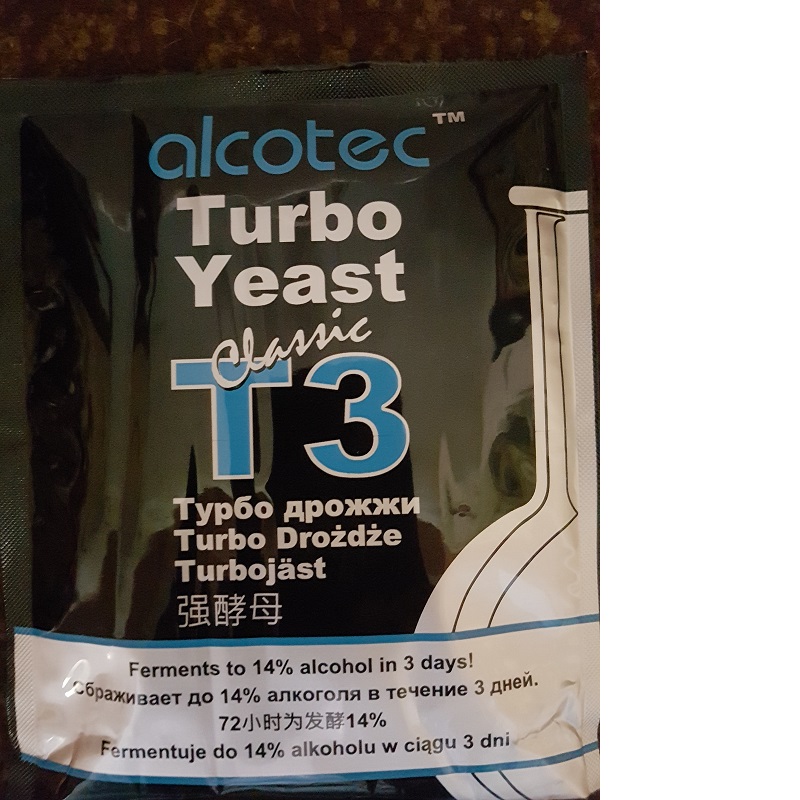 alcotec™
Turbo
Yeast
Classic
T3
Турбо дрожжи
Turbo Drożdże
Turbojäst
强酵母
Ferments to 14% alcohol in 3 days!
Сбраживает до 14% алкоголя в течение 3 дней.
72小时为发酵14%
Fermentuje do 14% alkoholu w ciągu 3 dni